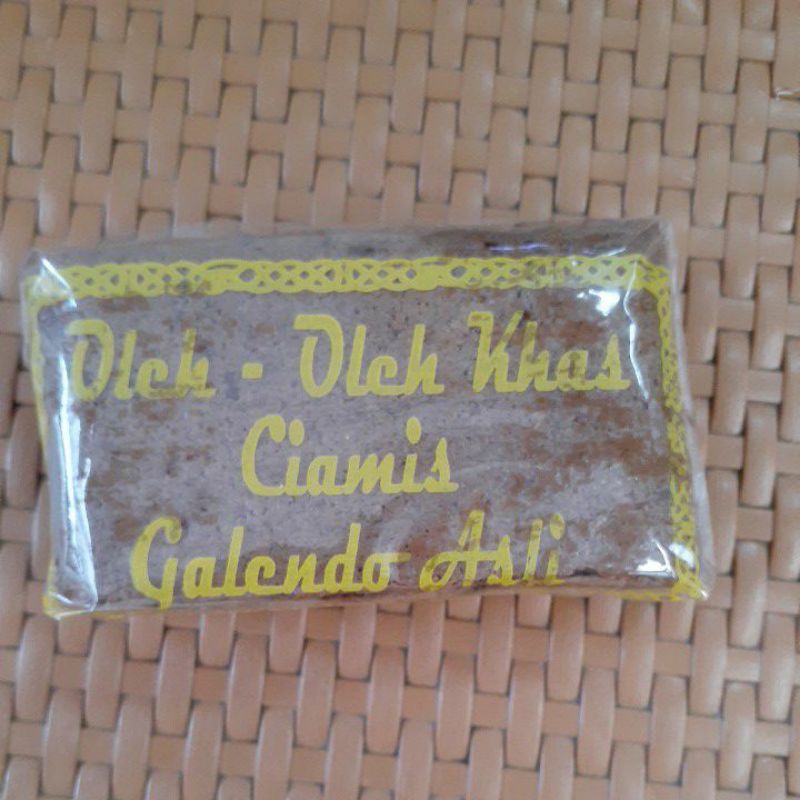 Oleh - Oleh Khas
Ciamis
Galendo Asli